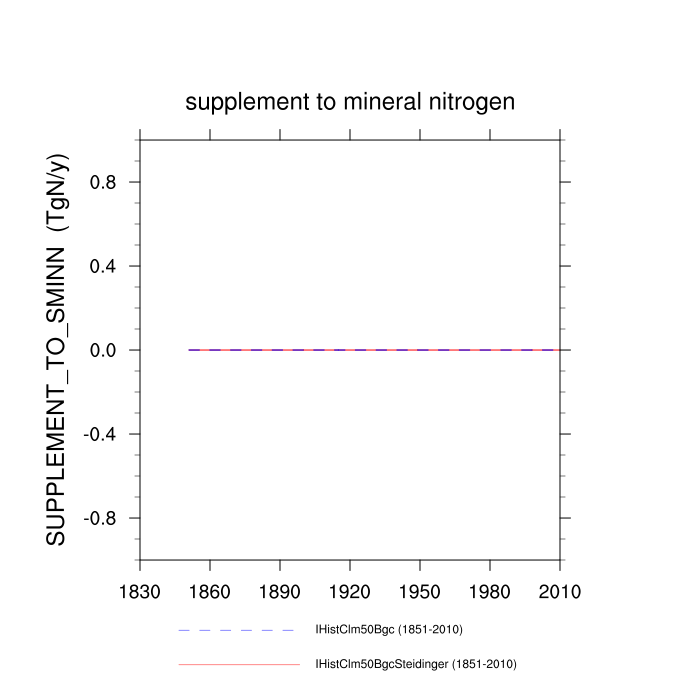 supplement to mineral nitrogen
SUPPLEMENT_TO_SMINN (TgN/y)
0.8
0.4
0.0
-0.4
-0.8
1830 1860 1890 1920 1950 1980 2010
IHistClm50Bgc (1851-2010)
IHistClm50BgcSteidinger (1851-2010)